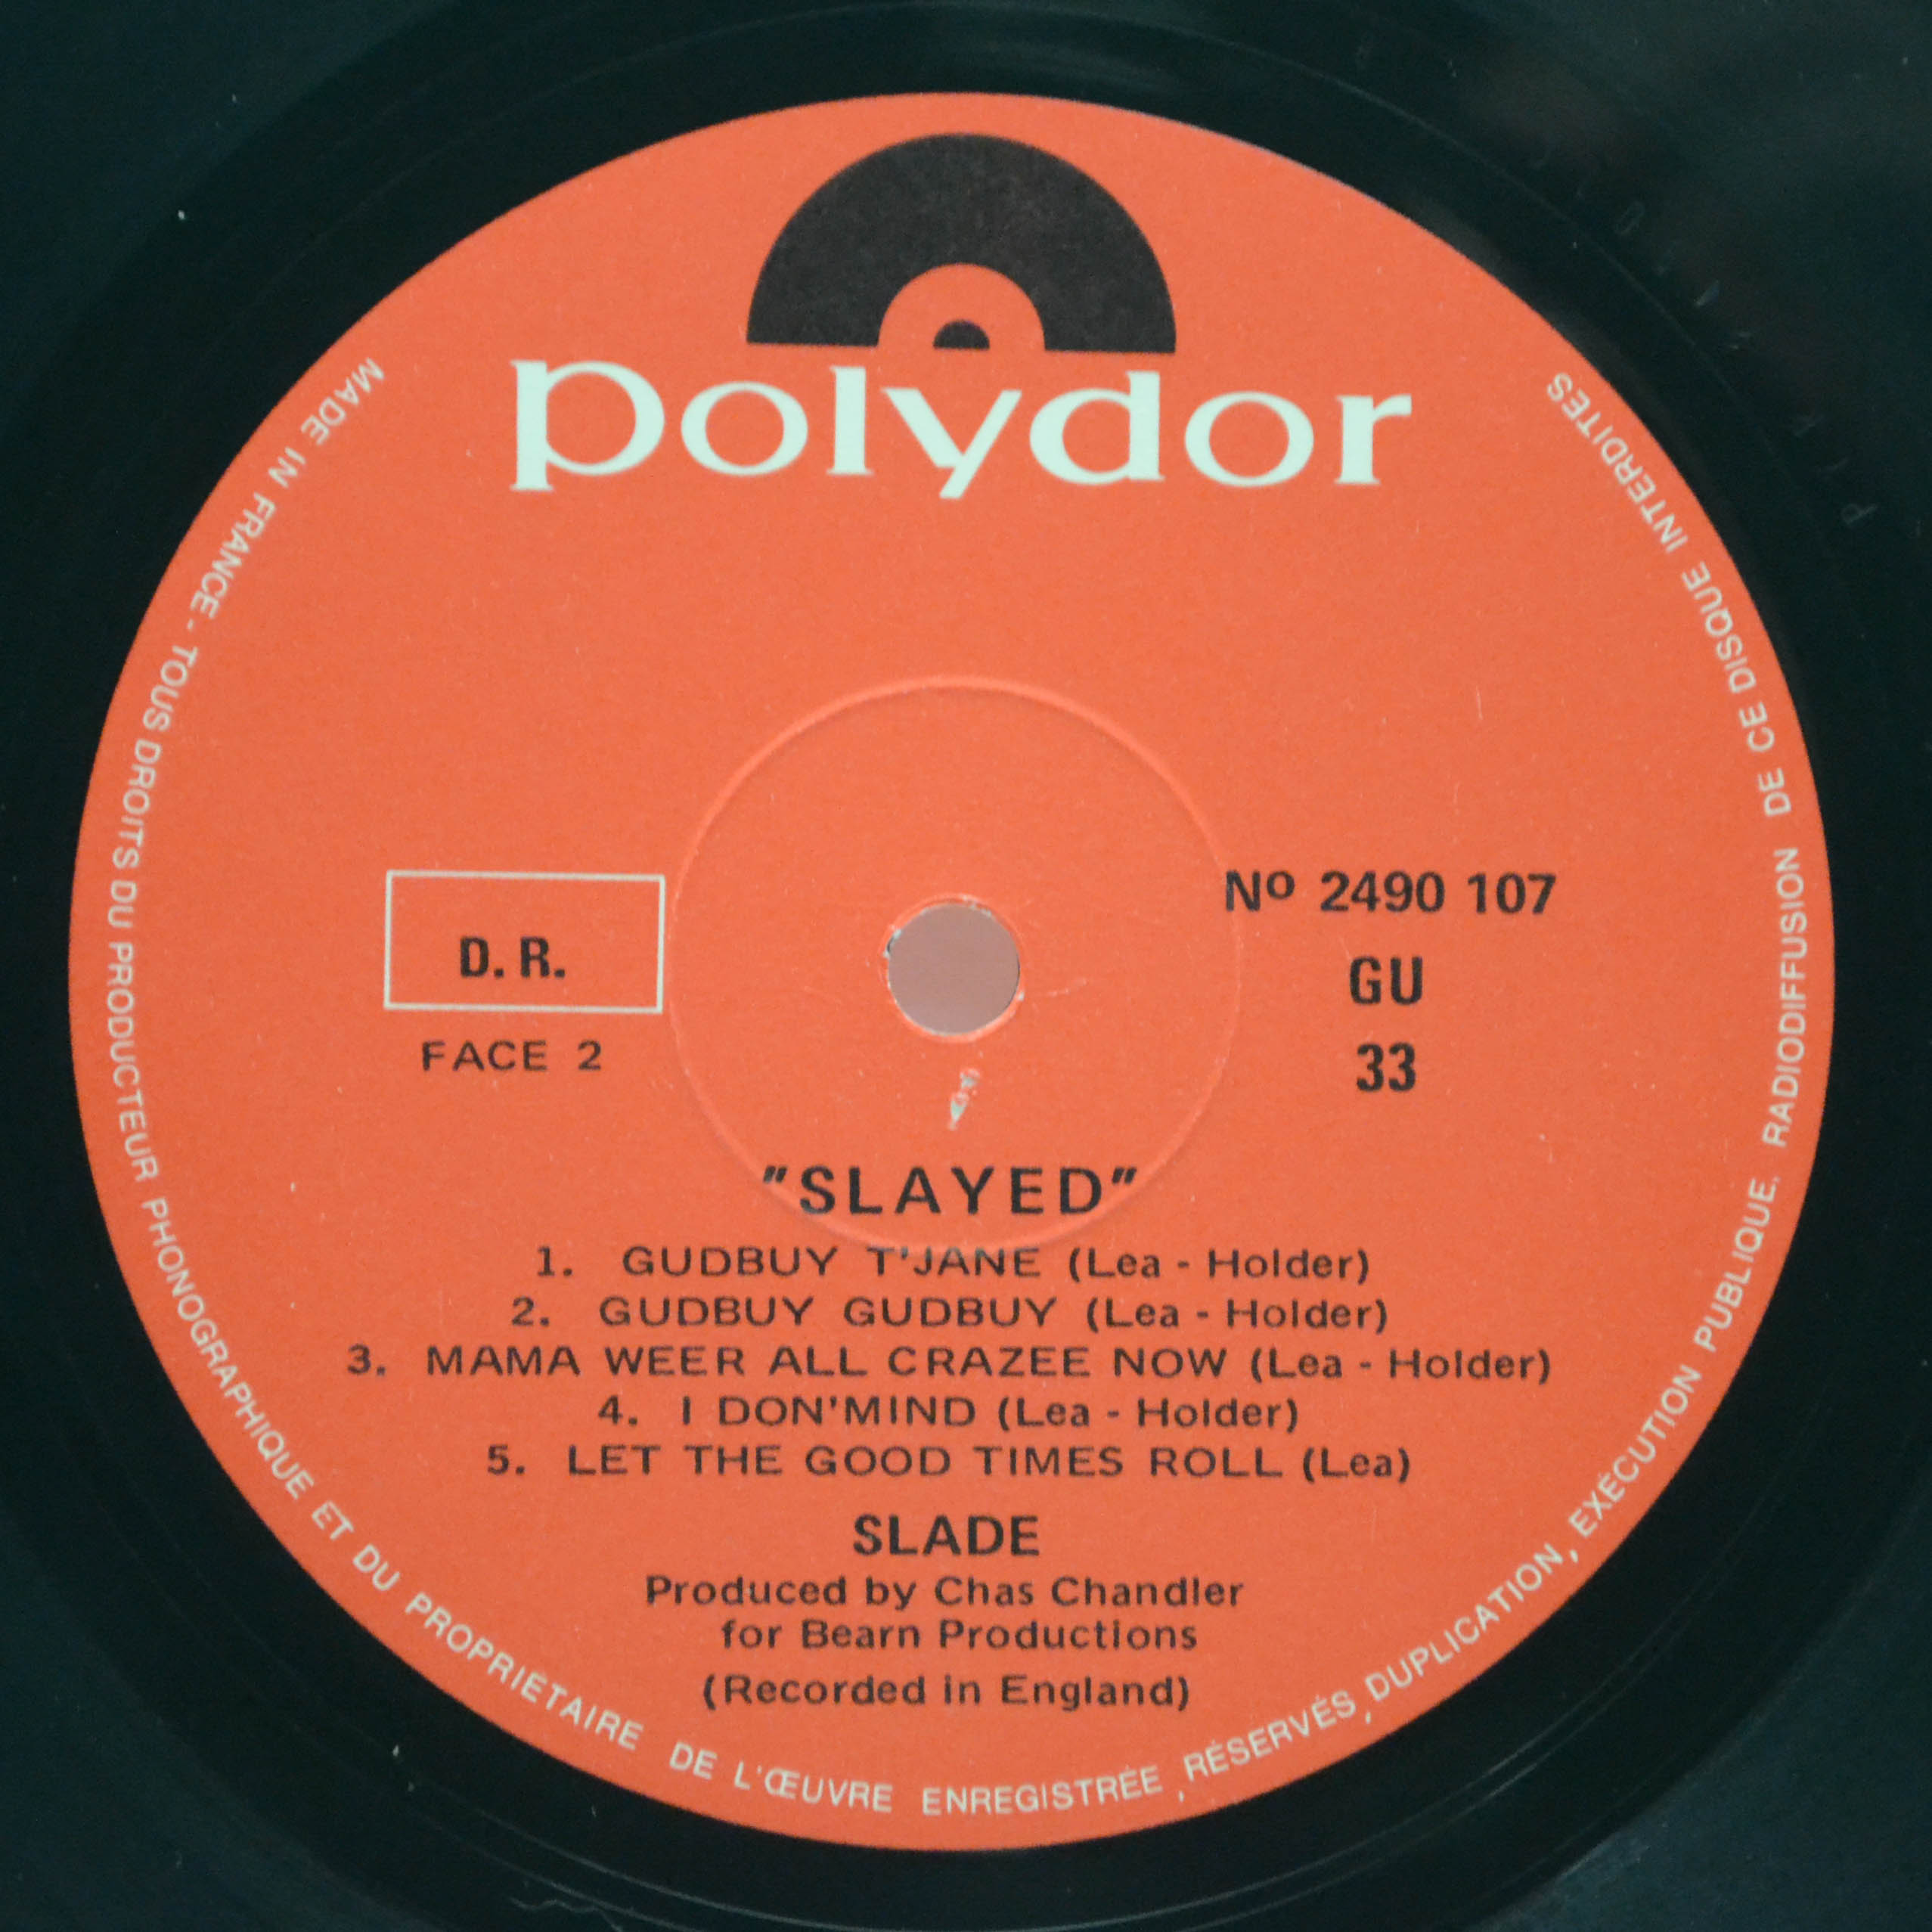 polydor
MADE IN FRANCE - TOUS DROITS DU PRODUCTEUR PHONOGRAPHIQUE ET DU PROPRIÉTAIRE DE L'ŒUVRE ENREGISTRÉE, RÉSERVÉS, DUPLICATION, EXÉCUTION PUBLIQUE, RADIODIFFUSION DE CE DISQUE INTERDITES
D. R.
FACE 2
Nº 2490 107
GU
33
"SLAYED"
1. GUDBUY T'JANE (Lea - Holder)
2. GUDBUY GUDBUY (Lea - Holder)
3. MAMA WEER ALL CRAZEE NOW (Lea - Holder)
4. I DON'MIND (Lea - Holder)
5. LET THE GOOD TIMES ROLL (Lea)
SLADE
Produced by Chas Chandler
for Bearn Productions
(Recorded in England)